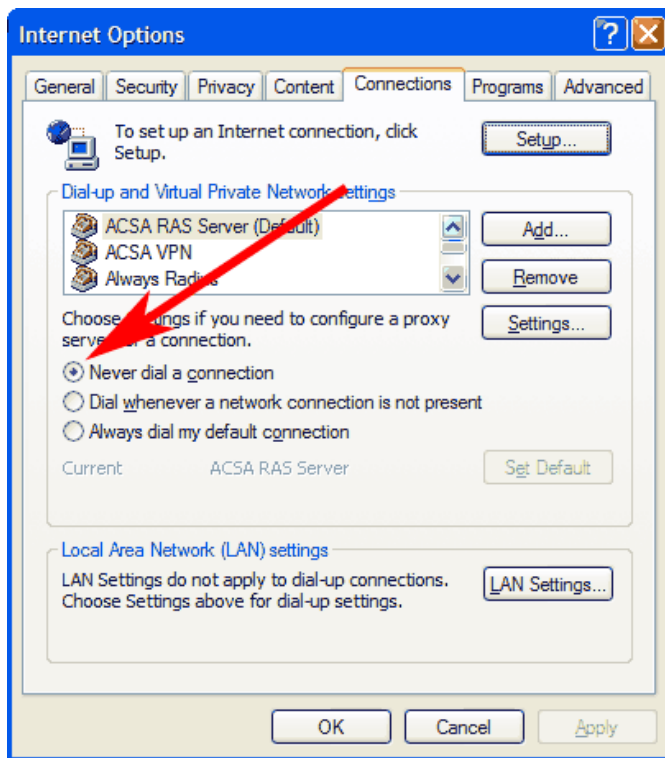 Internet Options
General Security Privacy Content Connections Programs Advanced
To set up an Internet connection, click
Setup.
Setup...
Dial-up and Virtual Private Network settings
ACSA RAS Server (Default)
ACSA VPN
Always Radius
Add...
Remove
Choose Settings if you need to configure a proxy
server for a connection.
Settings...
Never dial a connection
Dial whenever a network connection is not present
Always dial my default connection
Current ACSA RAS Server
Set Default
Local Area Network (LAN) settings
LAN Settings do not apply to dial-up connections.
Choose Settings above for dial-up settings.
LAN Settings...
OK Cancel Apply